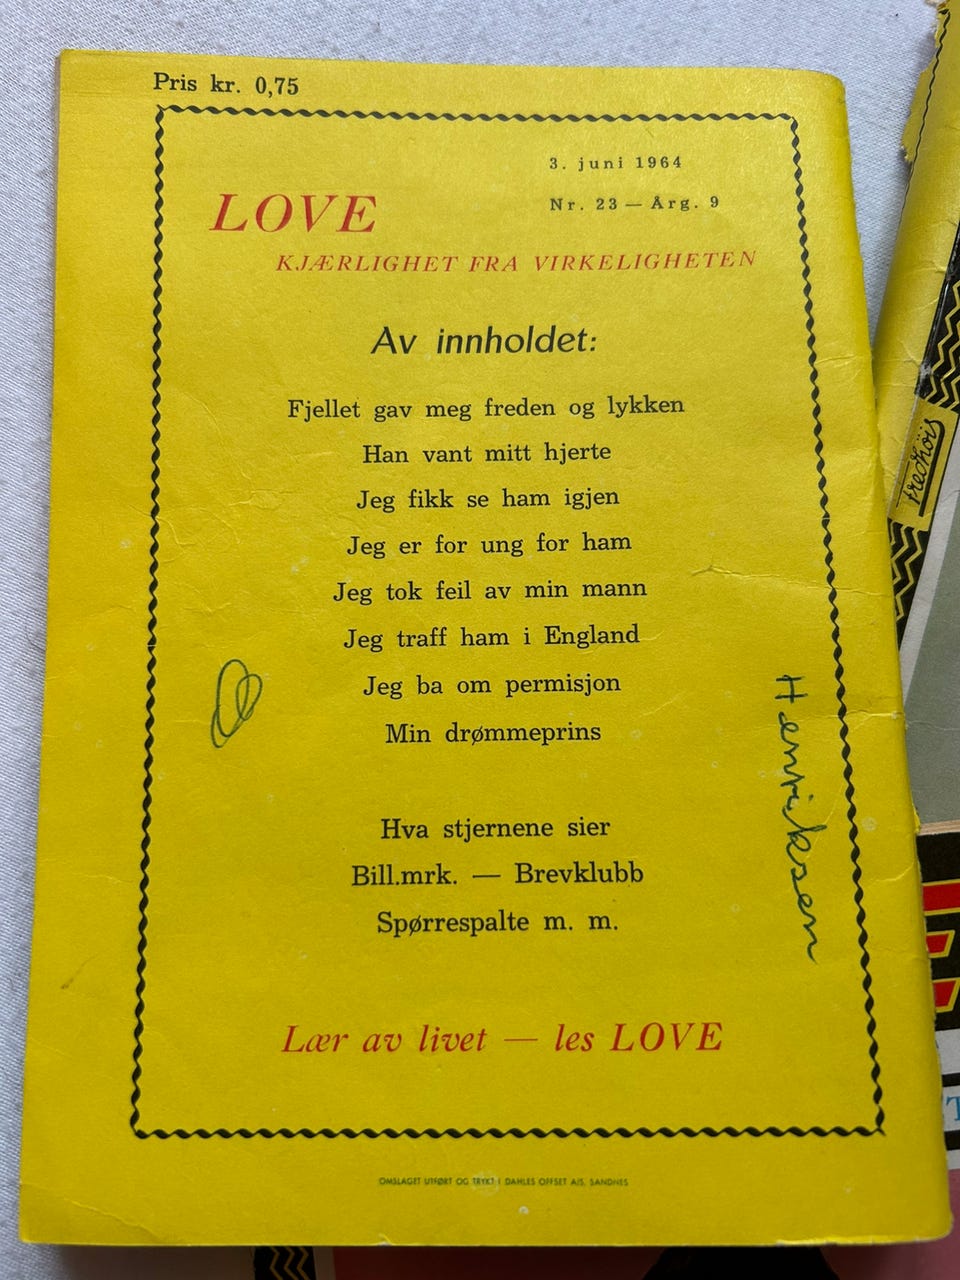 Pris kr. 0,75
3. juni 1964
LOVE
Nr. 23 — Årg. 9
KJÆRLIGHET FRA VIRKELIGHETEN
Av innholdet:
Fjellet gav meg freden og lykken
Han vant mitt hjerte
Jeg fikk se ham igjen
Jeg er for ung for ham
Jeg tok feil av min mann
Jeg traff ham i England
Jeg ba om permisjon
Min drømmeprins
Hva stjernene sier
Bill.mrk. — Brevklubb
Spørrespalte m. m.
Lær av livet — les LOVE
OMSLAGET UTFØRT OG TRYKT I DAHLES OFFSET A/S, SANDNES
Henriksen
fredhöis